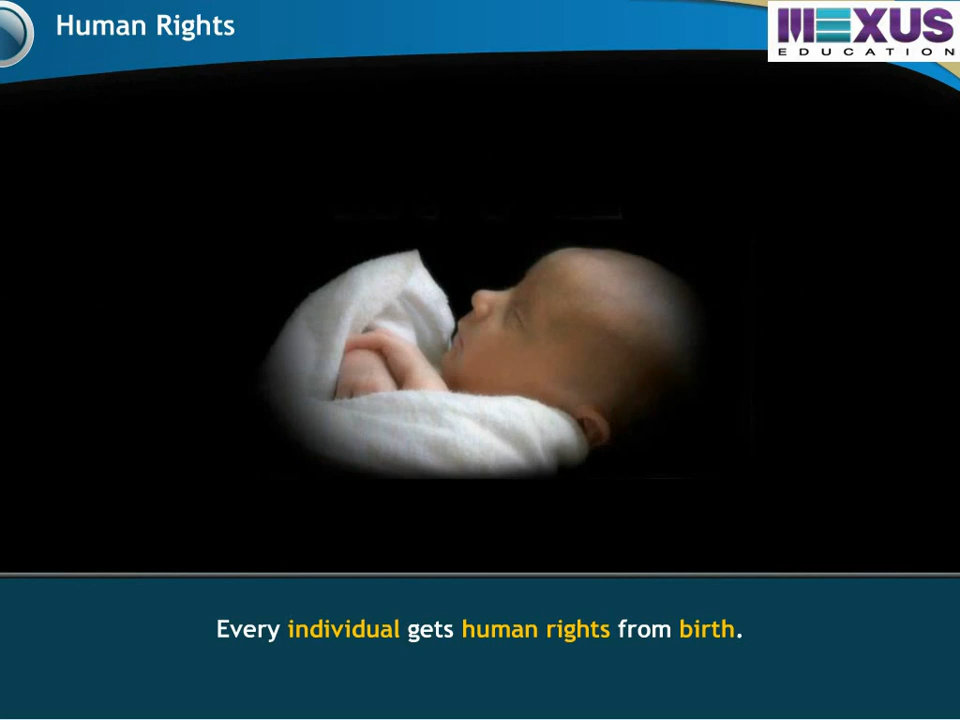 Human Rights
MEXUS
EDUCATION
Every individual gets human rights from birth.